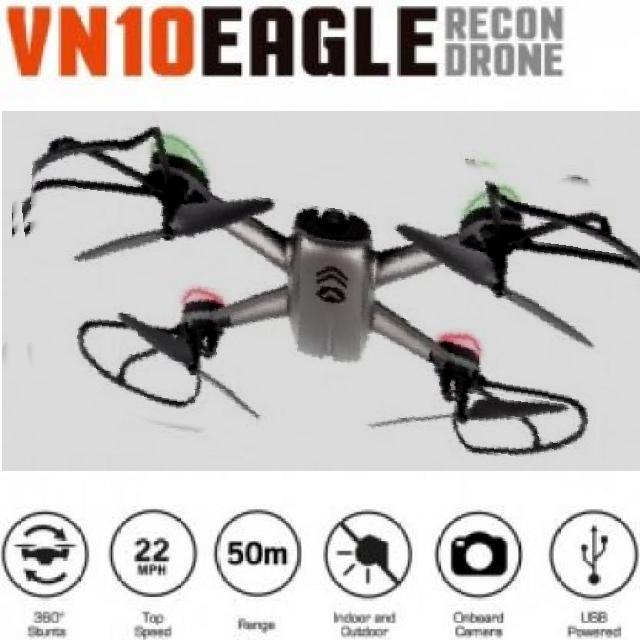 VN10EAGLE RECON
DRONE
22
MPH
50m
360°
Stunts
Top
Speed
Range
Indoor and
Outdoor
Onboard
Camera
USB
Powered